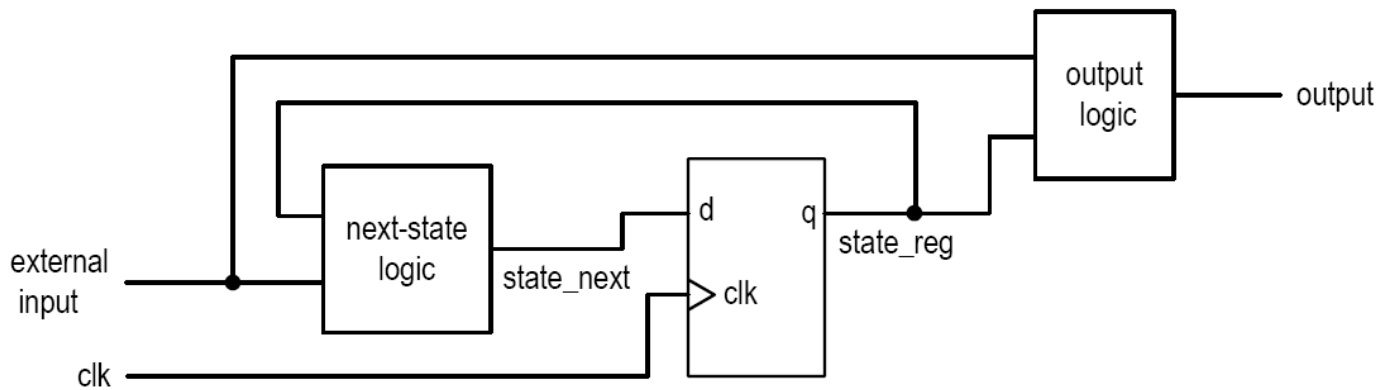 output
logic
output
next-state
logic
d
q
state_reg
external
input
state_next
clk
clk